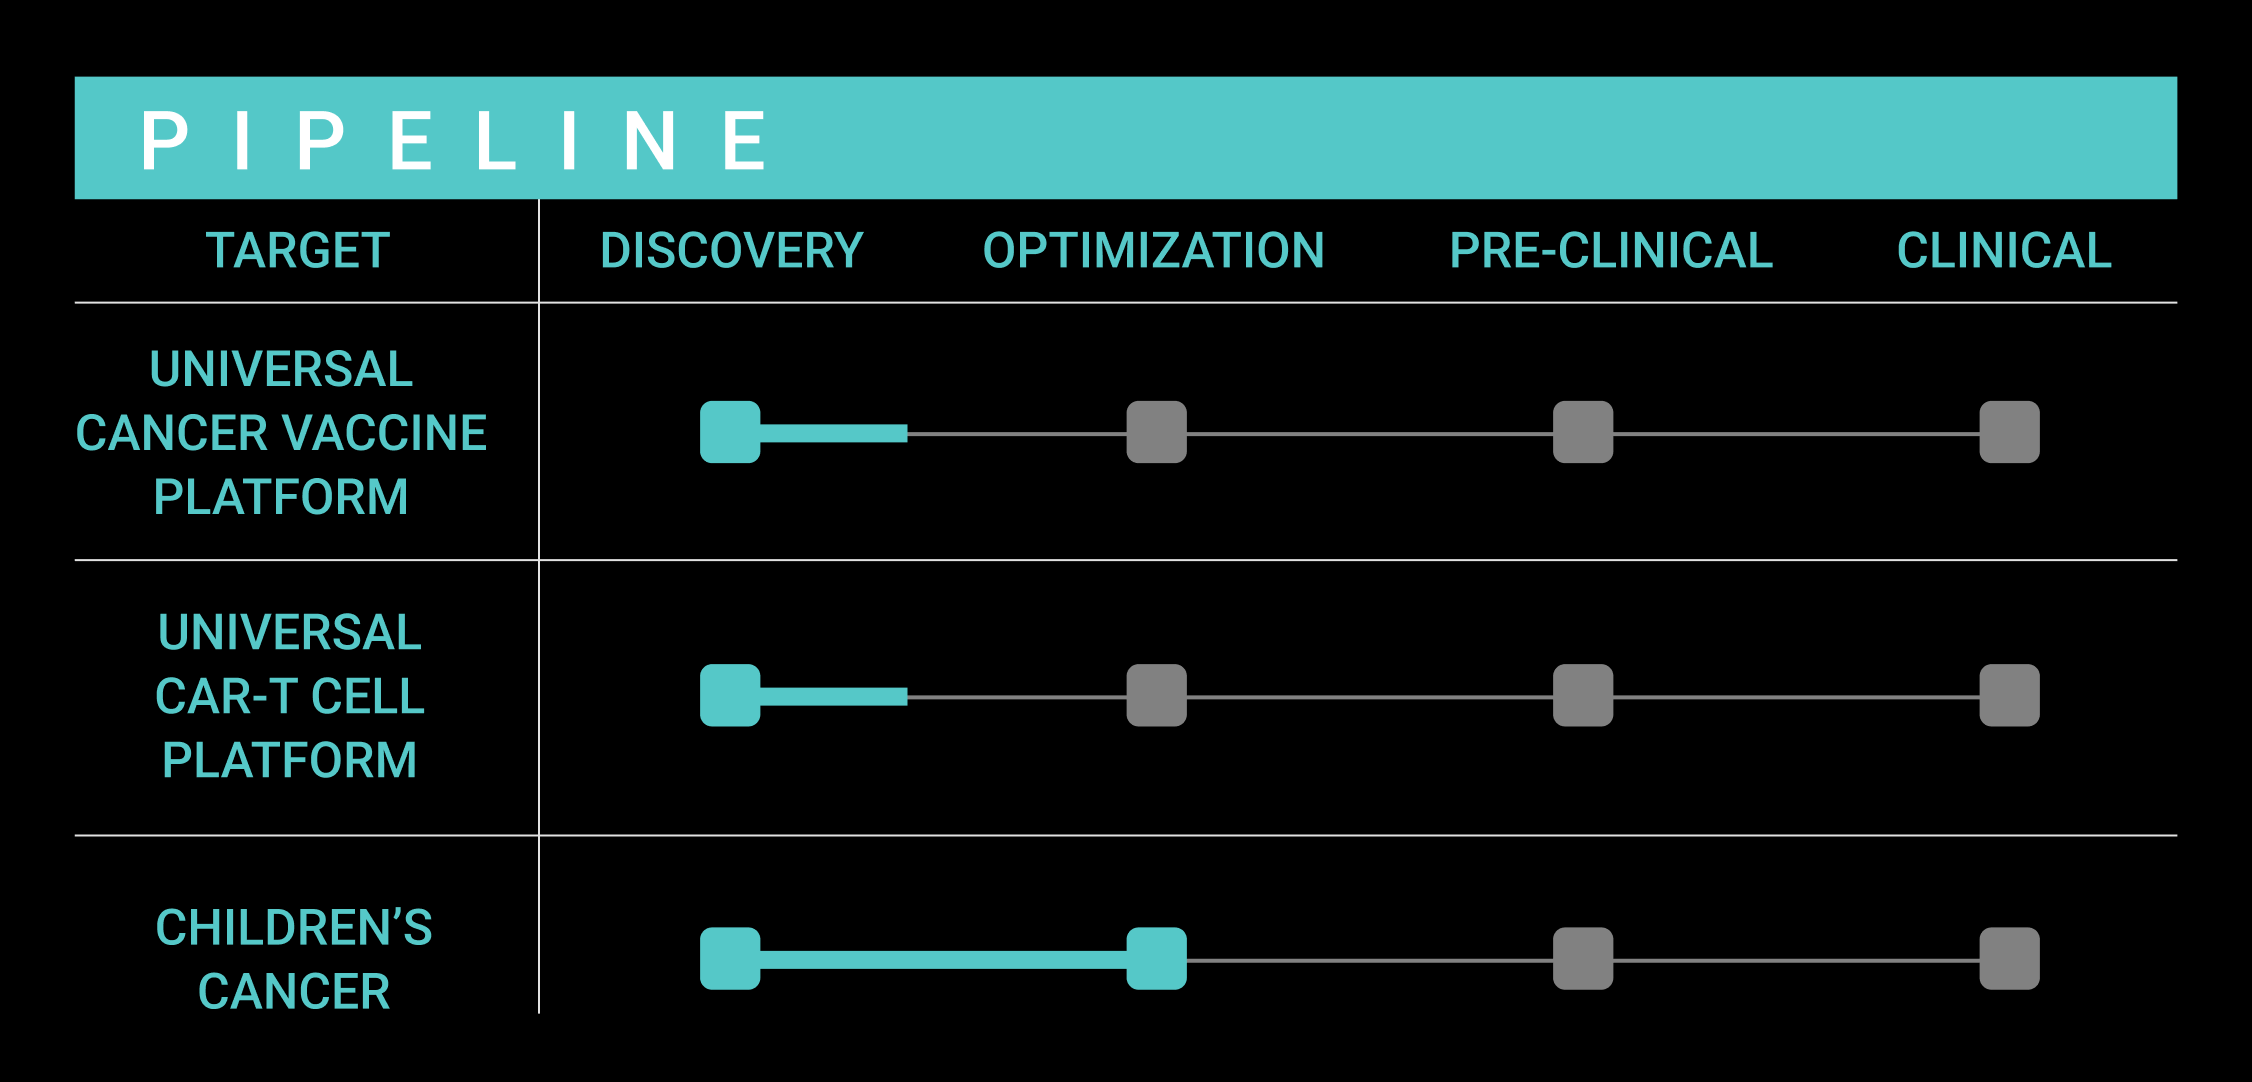 PIPELINE
TARGET DISCOVERY OPTIMIZATION PRE-CLINICAL CLINICAL
UNIVERSAL
CANCER VACCINE
PLATFORM
UNIVERSAL
CAR-T CELL
PLATFORM
CHILDREN’S
CANCER